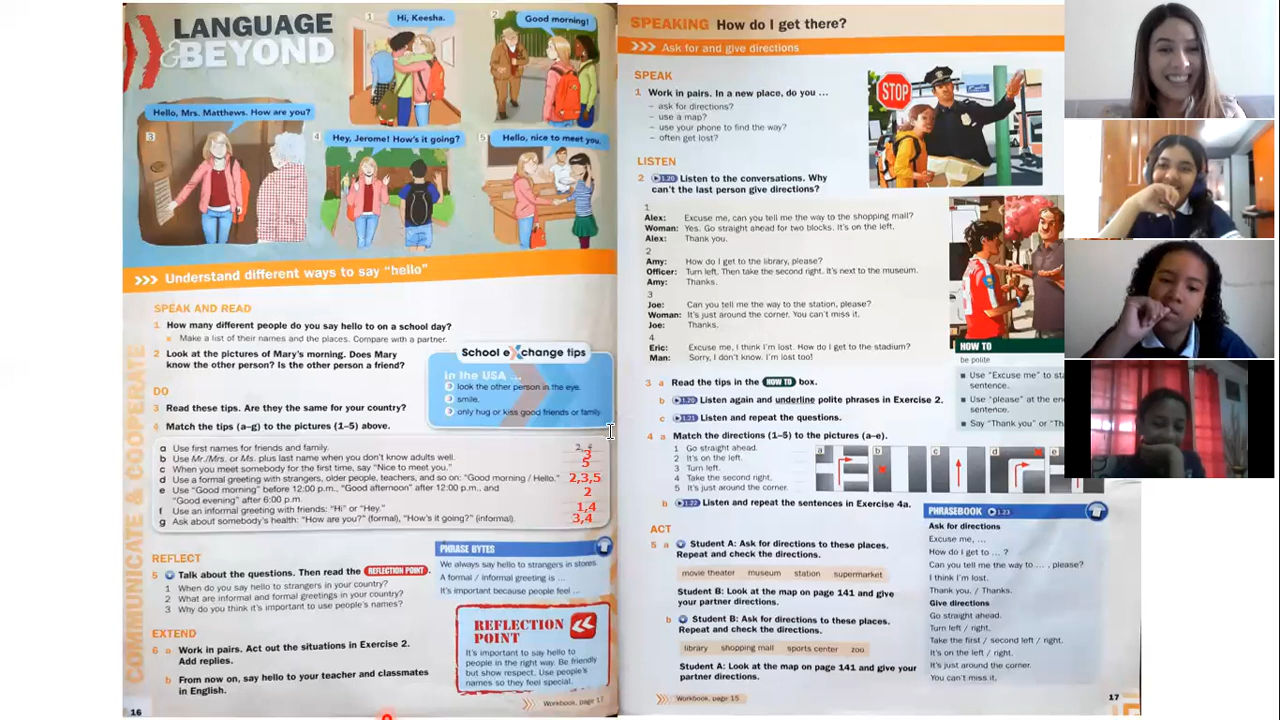 LANGUAGE
& BEYOND
1
Hi, Keesha.
2
Good morning!
Hello, Mrs. Matthews. How are you?
3
4
Hey, Jerome! How's it going?
5
Hello, nice to meet you.
>>> Understand different ways to say "hello"
COMMUNICATE & COOPERATE
SPEAK AND READ
1 How many different people do you say hello to on a school day?
Make a list of their names and the places. Compare with a partner.
2 Look at the pictures of Mary's morning. Does Mary
know the other person? Is the other person a friend?
DO
3 Read these tips. Are they the same for your country?
4 Match the tips (a–g) to the pictures (1–5) above.
School eXchange tips
In the USA ...
look the other person in the eye.
smile.
only hug or kiss good friends or family.
a Use first names for friends and family. 2, 4
b Use Mr./Mrs. or Ms. plus last name when you don't know adults well. 3
c When you meet somebody for the first time, say "Nice to meet you." 5
d Use a formal greeting with strangers, older people, teachers, and so on: "Good morning / Hello." 2,3,5
e Use "Good morning" before 12:00 p.m., "Good afternoon" after 12:00 p.m., and
"Good evening" after 6:00 p.m. 2
f Use an informal greeting with friends: "Hi" or "Hey." 1,4
g Ask about somebody's health: "How are you?" (formal), "How's it going?" (informal). 3,4
REFLECT
5 Talk about the questions. Then read the REFLECTION POINT.
1 When do you say hello to strangers in your country?
2 What are informal and formal greetings in your country?
3 Why do you think it's important to use people's names?
EXTEND
6 a Work in pairs. Act out the situations in Exercise 2.
Add replies.
b From now on, say hello to your teacher and classmates
in English.
PHRASE BYTES
We always say hello to strangers in stores.
A formal / informal greeting is ...
It's important because people feel ...
REFLECTION
POINT
It's important to say hello to
people in the right way. Be friendly
but show respect. Use people's
names so they feel special.
Workbook, page 17
16
SPEAKING How do I get there?
>>> Ask for and give directions
SPEAK
1 Work in pairs. In a new place, do you ...
– ask for directions?
– use a map?
– use your phone to find the way?
– often get lost?
STOP
LISTEN
2 1.20 Listen to the conversations. Why
can't the last person give directions?
1
Alex: Excuse me, can you tell me the way to the shopping mall?
Woman: Yes. Go straight ahead for two blocks. It's on the left.
Alex: Thank you.
2
Amy: How do I get to the library, please?
Officer: Turn left. Then take the second right. It's next to the museum.
Amy: Thanks.
3
Joe: Can you tell me the way to the station, please?
Woman: It's just around the corner. You can't miss it.
Joe: Thanks.
4
Eric: Excuse me, I think I'm lost. How do I get to the stadium?
Man: Sorry, I don't know. I'm lost too!
HOW TO
be polite
Use "Excuse me" to
sentence.
Use "please" at the
sentence.
Say "Thank you" or
3 a Read the tips in the HOW TO box.
b 1.20 Listen again and underline polite phrases in Exercise 2.
c 1.21 Listen and repeat the questions.
4 a Match the directions (1–5) to the pictures (a–e).
1 Go straight ahead.
2 It's on the left.
3 Turn left.
4 Take the second right.
5 It's just around the corner.
a b c d
b 1.22 Listen and repeat the sentences in Exercise 4a.
ACT
5 a Student A: Ask for directions to these places.
Repeat and check the directions.
movie theater museum station supermarket
Student B: Look at the map on page 141 and give
your partner directions.
b Student B: Ask for directions to these places.
Repeat and check the directions.
library shopping mall sports center zoo
Student A: Look at the map on page 141 and give your
partner directions.
PHRASEBOOK 1.23
Ask for directions
Excuse me, ...
How do I get to ... ?
Can you tell me the way to ... , please?
I think I'm lost.
Thank you. / Thanks.
Give directions
Go straight ahead.
Turn left / right.
Take the first / second left / right.
It's on the left / right.
It's just around the corner.
You can't miss it.
Workbook, page 15
17